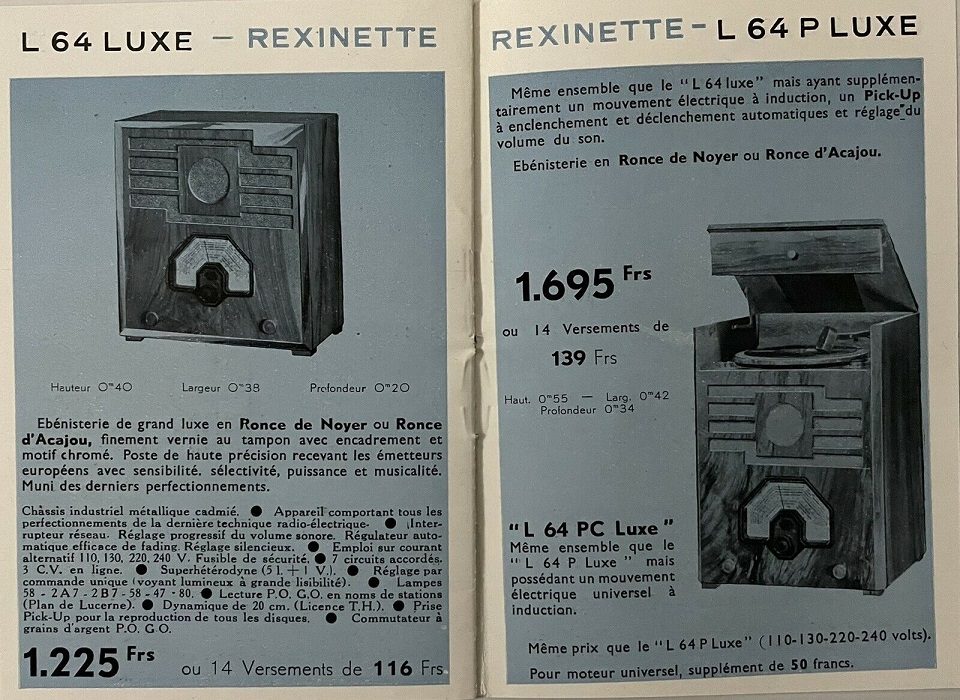 L 64 LUXE – REXINETTE
Hauteur 0ᵐ40 Largeur 0ᵐ38 Profondeur 0ᵐ20
Ebénisterie de grand luxe en Ronce de Noyer ou Ronce
d'Acajou, finement vernie au tampon avec encadrement et
motif chromé. Poste de haute précision recevant les émetteurs
européens avec sensibilité. sélectivité, puissance et musicalité.
Muni des derniers perfectionnements.
Châssis industriel métallique cadmié. ● Appareil comportant tous les
perfectionnements de la dernière technique radio-électrique. ● Inter-
rupteur réseau. Réglage progressif du volume sonore. Régulateur auto-
matique efficace de fading. Réglage silencieux. ● Emploi sur courant
alternatif 110, 130, 220, 240 V. Fusible de sécurité. ● 7 circuits accordés.
3 C.V. en ligne. ● Superhétérodyne (5 L + 1 V.). ● Réglage par
commande unique (voyant lumineux à grande lisibilité). ● Lampes
58 - 2A7 - 2B7 - 58 - 47 - 80. ● Lecture P.O. G.O. en noms de stations
(Plan de Lucerne). ● Dynamique de 20 cm. (Licence T.H.). ● Prise
Pick-Up pour la reproduction de tous les disques. ● Commutateur à
grains d'argent P.O. G.O.
1.225 Frs ou 14 Versements de 116 Frs
REXINETTE - L 64 P LUXE
Même ensemble que le "L 64 luxe" mais ayant supplémen-
tairement un mouvement électrique à induction, un Pick-Up
à enclenchement et déclenchement automatiques et réglage du
volume du son.
Ebénisterie en Ronce de Noyer ou Ronce d'Acajou.
1.695 Frs
ou 14 Versements de
139 Frs
Haut. 0ᵐ55 — Larg. 0ᵐ42
Profondeur 0ᵐ34
"L 64 PC Luxe"
Même ensemble que le
"L 64 P Luxe" mais
possédant un mouvement
électrique universel à
induction.
Même prix que le "L 64 P Luxe" (110-130-220-240 volts).
Pour moteur universel, supplément de 50 francs.